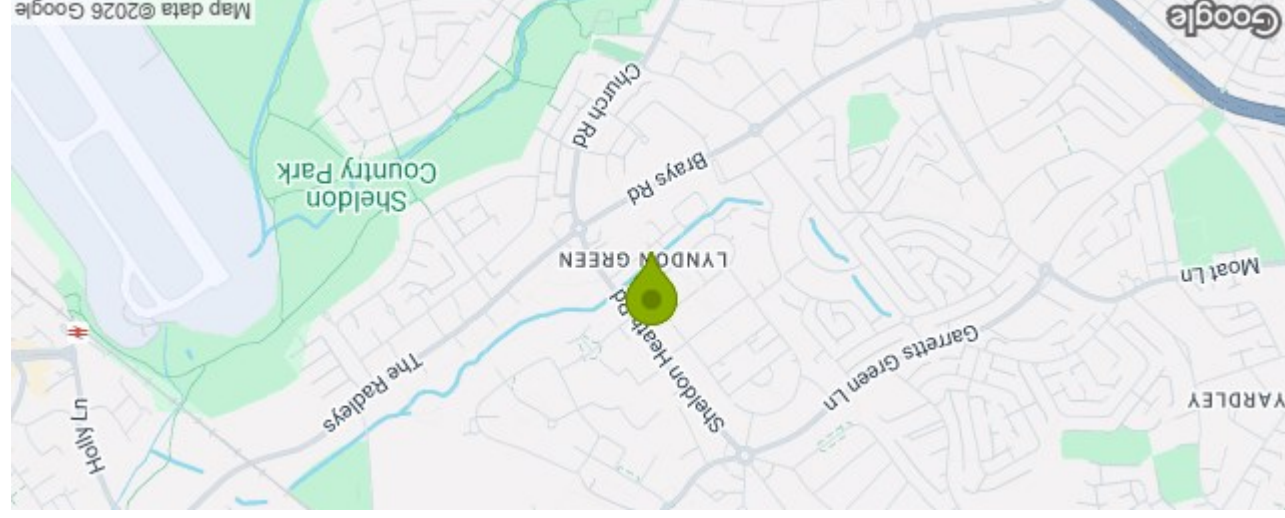 YARDLEY
Holly Ln
Sheldon Heath Rd
Garretts Green Ln
The Radleys
Moat Ln
LYNDON GREEN
Sheldon
Country Park
Brays Rd
Church Rd
Google
Map data ©2026 Google